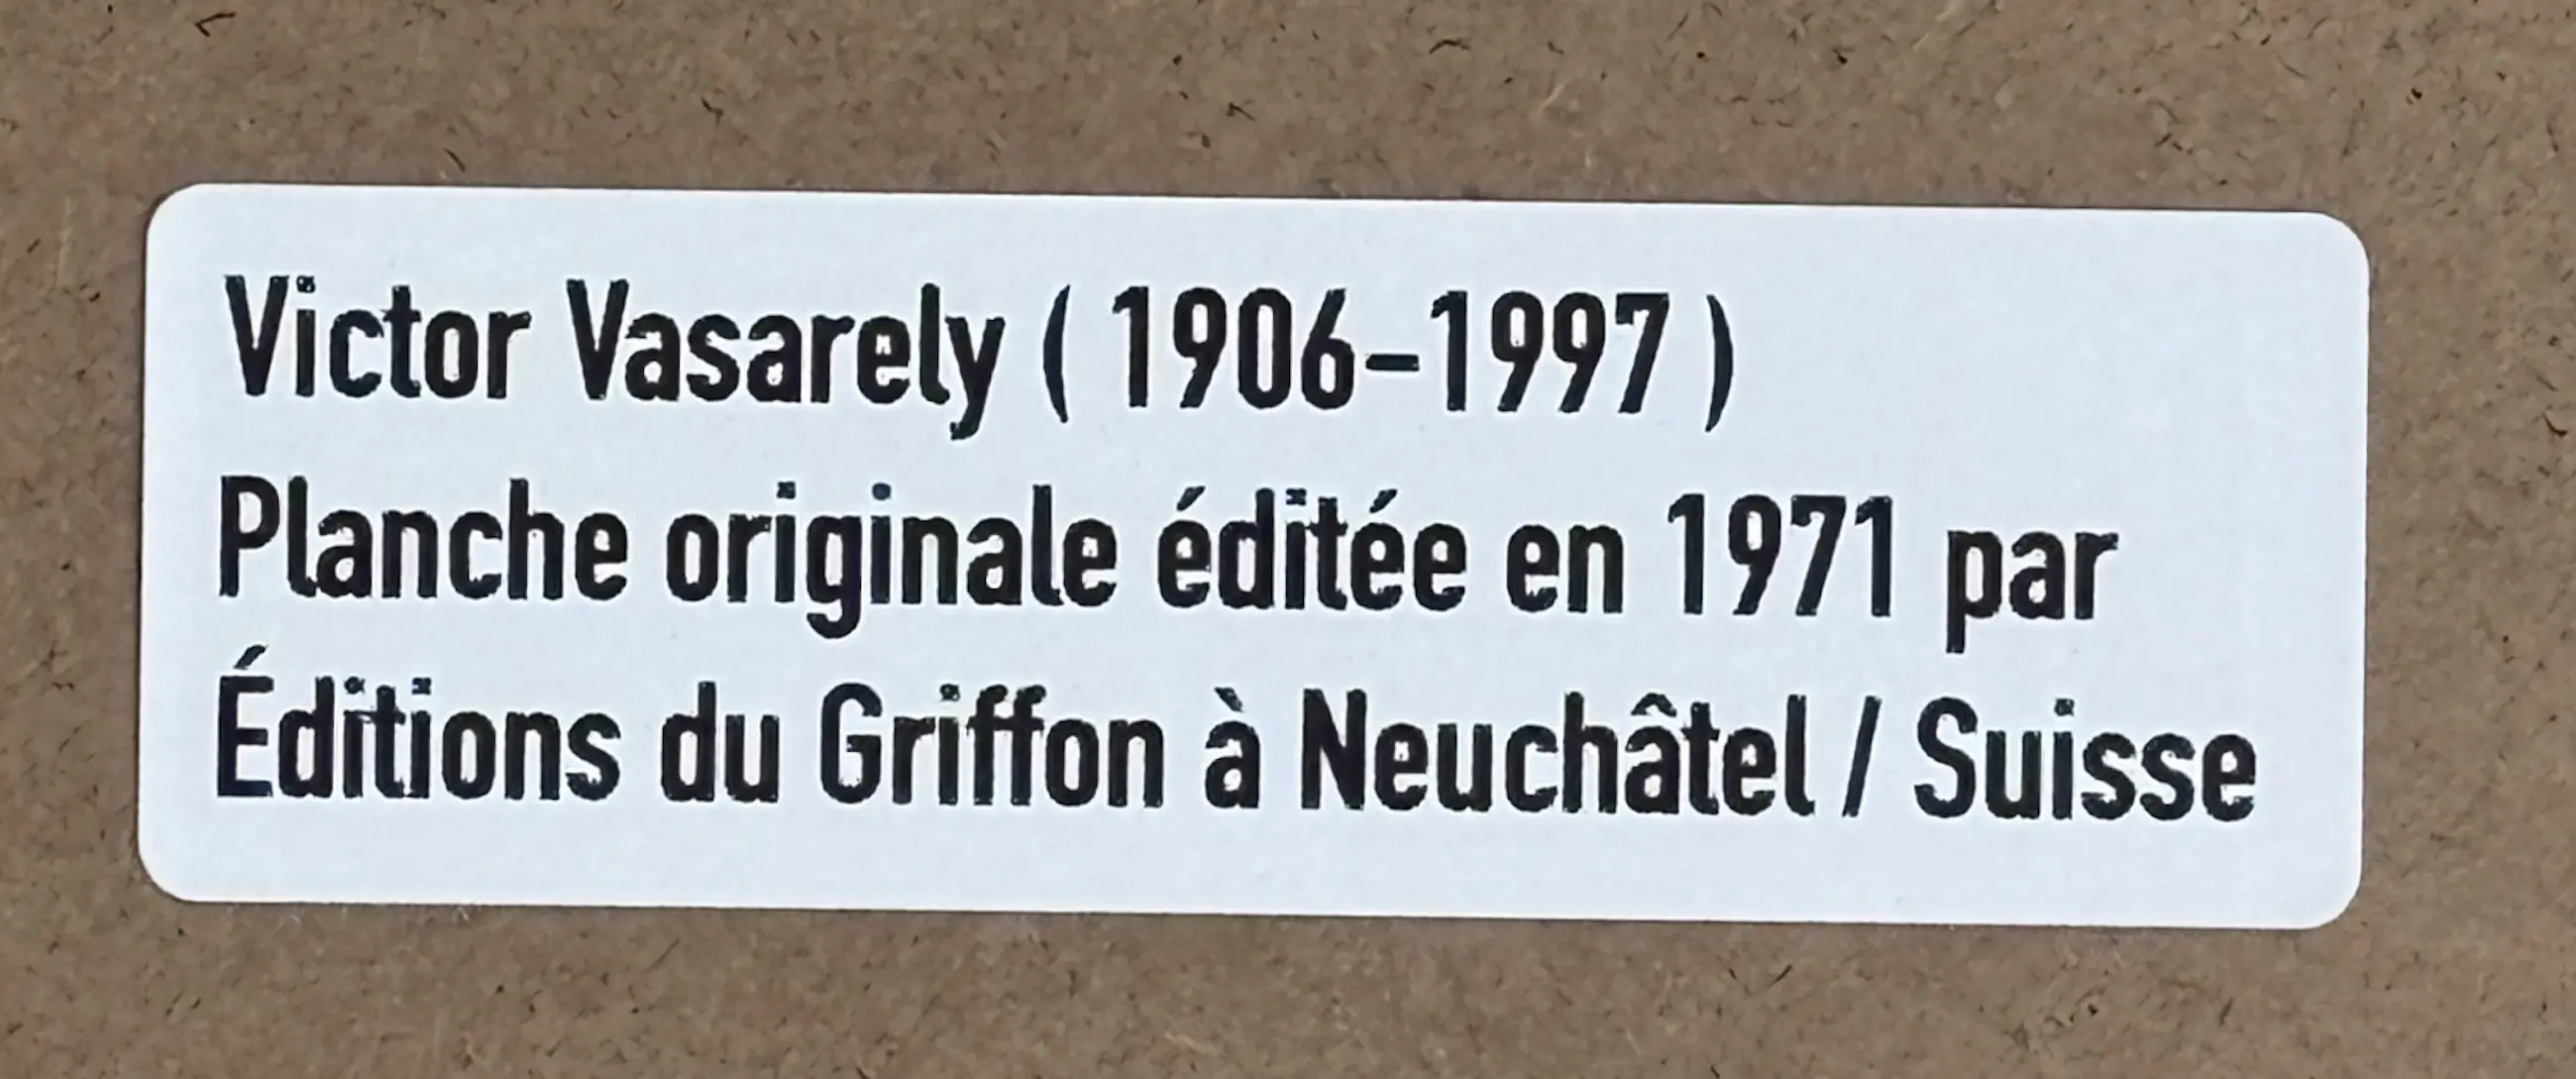 Victor Vasarely ( 1906-1997 )
Planche originale éditée en 1971 par
Éditions du Griffon à Neuchâtel / Suisse